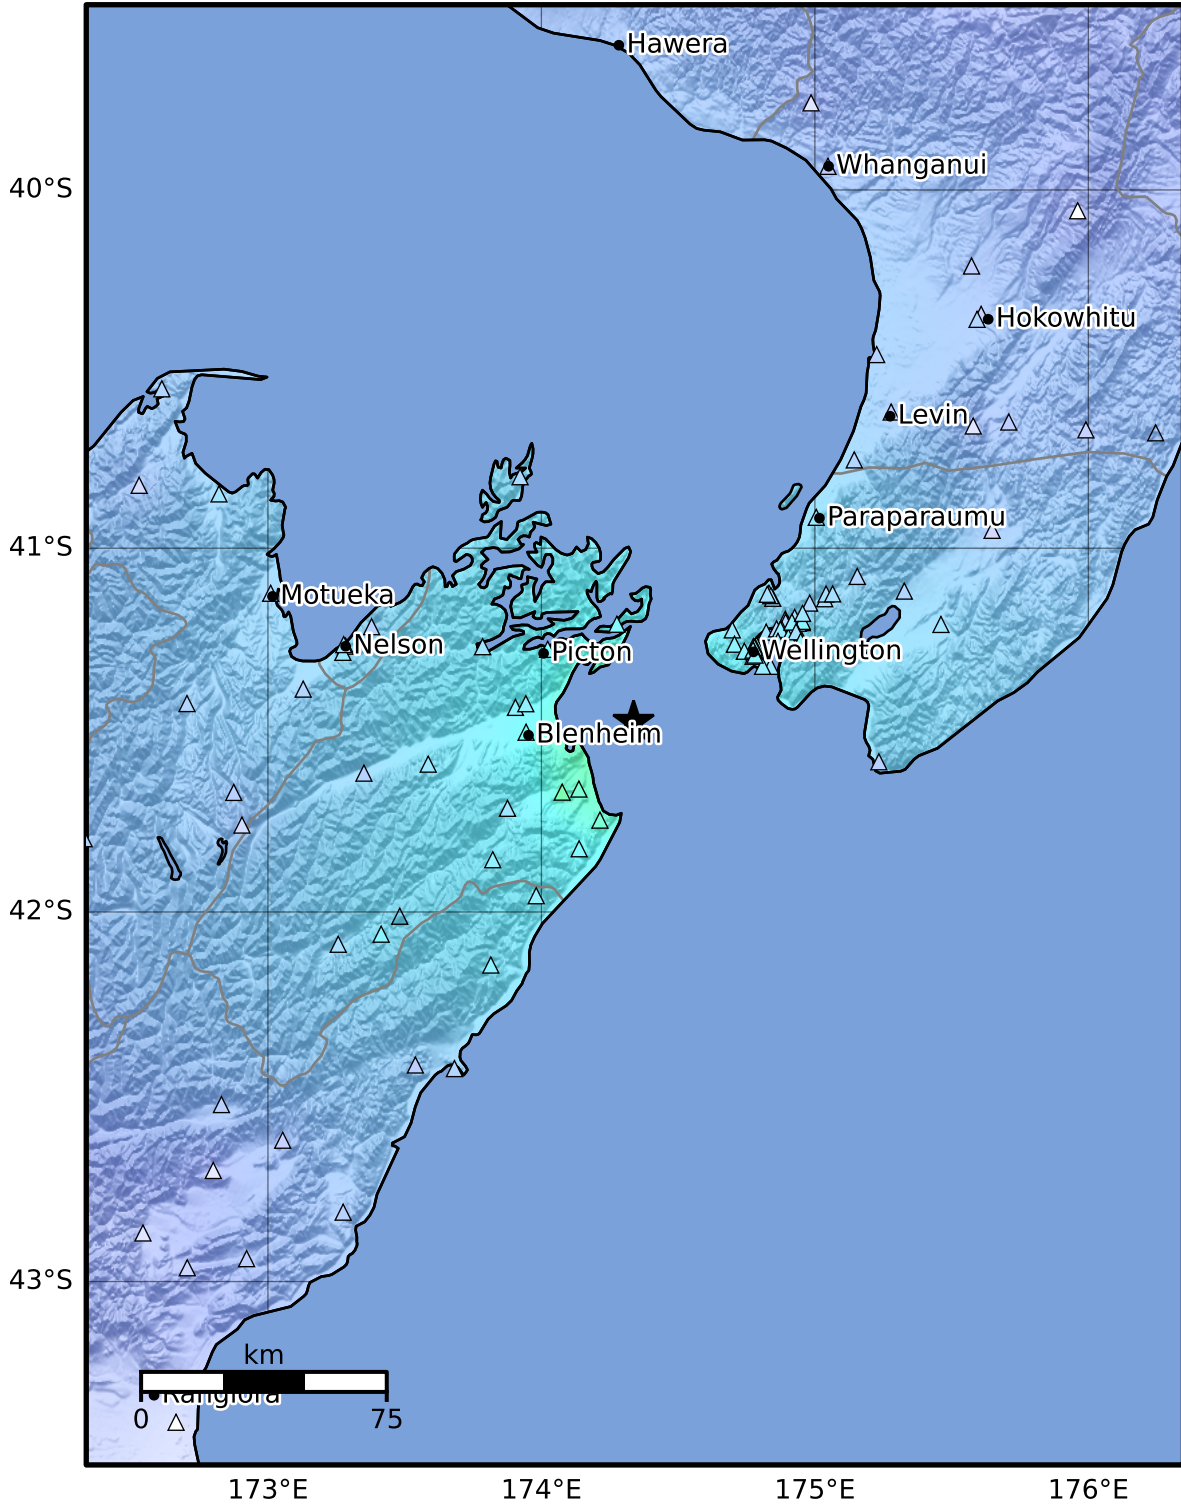 Hawera
Whanganui
40°S
Hokowhitu
Levin
Paraparaumu
41°S
Motueka
Nelson
Picton
Wellington
Blenheim
42°S
43°S
km
Rangiora
0
75
173°E
174°E
175°E
176°E